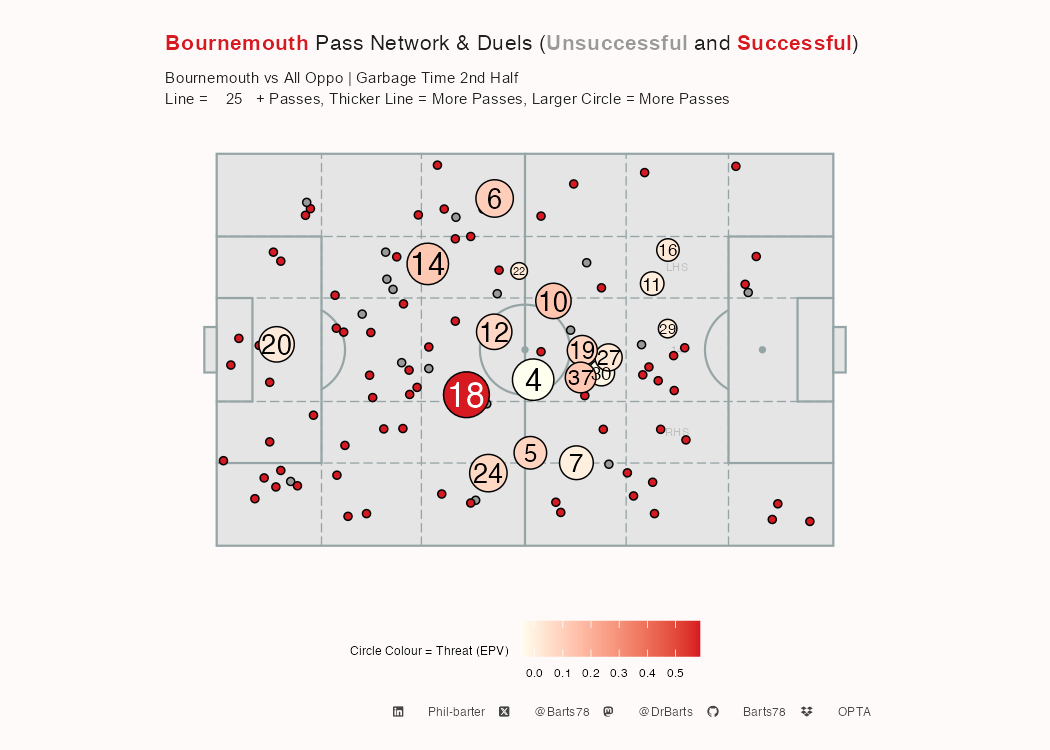 Bournemouth Pass Network & Duels (Unsuccessful and Successful)
Bournemouth vs All Oppo | Garbage Time 2nd Half
Line = 25 + Passes, Thicker Line = More Passes, Larger Circle = More Passes
6
16
14
LHS
22
11
10
29
12
20
19
27
30
37
4
18
RHS
5
7
24
Circle Colour = Threat (EPV)
0.0 0.1 0.2 0.3 0.4 0.5
Phil-barter @Barts78 @DrBarts Barts78 OPTA